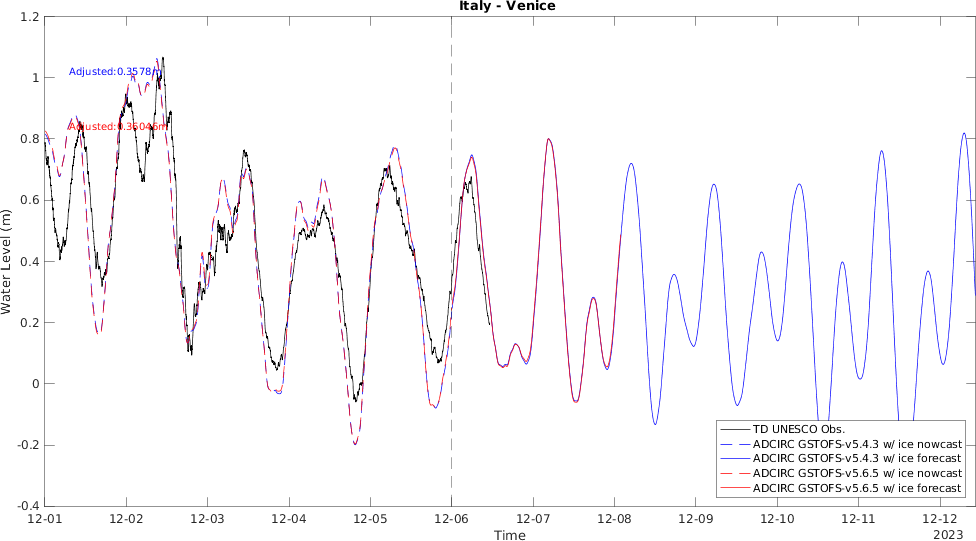 Italy - Venice
1.2
1
0.8
0.6
0.4
0.2
0
-0.2
-0.4
Water Level (m)
Adjusted:0.3578m
TD UNESCO Obs.
ADCIRC GSTOFS-v5.4.3 w/ ice nowcast
ADCIRC GSTOFS-v5.4.3 w/ ice forecast
ADCIRC GSTOFS-v5.6.5 w/ ice nowcast
ADCIRC GSTOFS-v5.6.5 w/ ice forecast
12-01 12-02 12-03 12-04 12-05 12-06 12-07 12-08 12-09 12-10 12-11 12-12
2023
Time